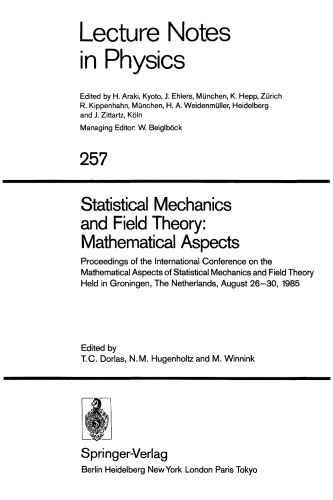 Lecture Notes
in Physics
Edited by H. Araki, Kyoto, J. Ehlers, München, K. Hepp, Zürich
R. Kippenhahn, München, H. A. Weidenmüller, Heidelberg
and J. Zittartz, Köln
Managing Editor: W. Beiglböck
257
Statistical Mechanics
and Field Theory:
Mathematical Aspects
Proceedings of the International Conference on the
Mathematical Aspects of Statistical Mechanics and Field Theory
Held in Groningen, The Netherlands, August 26–30, 1985
Edited by
T. C. Dorlas, N. M. Hugenholtz and M. Winnink
Springer-Verlag
Berlin Heidelberg New York London Paris Tokyo